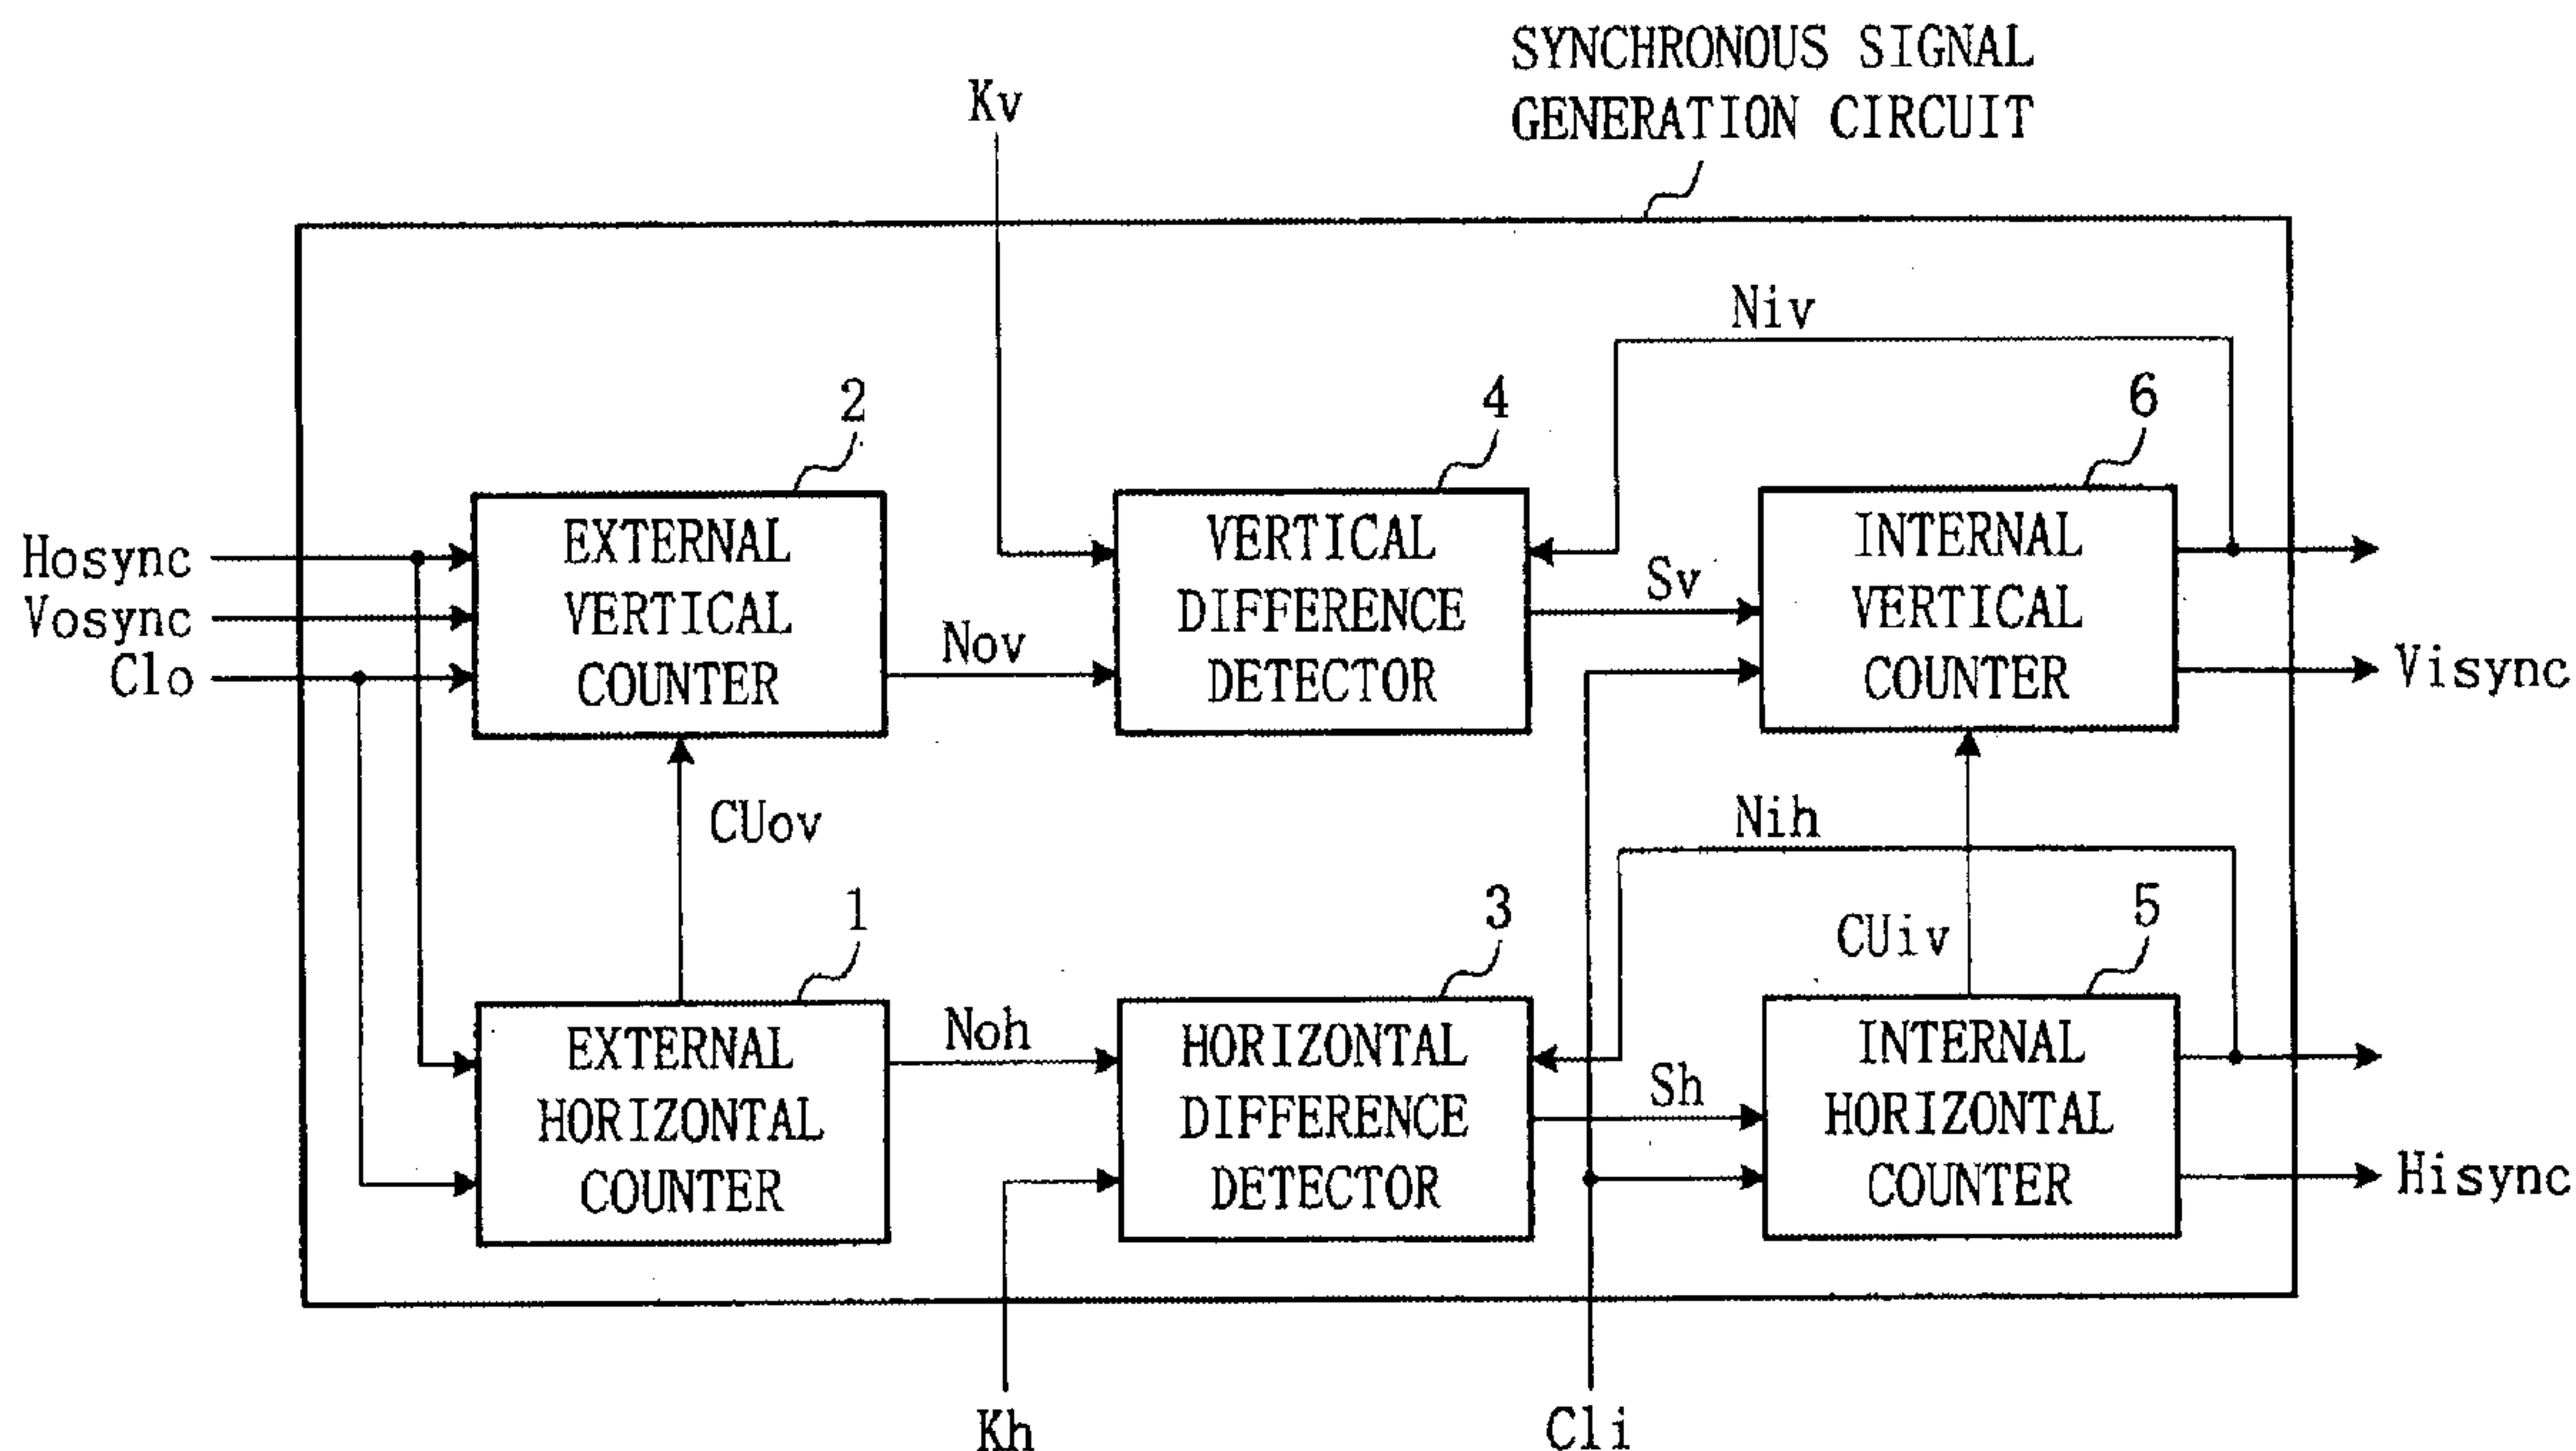 SYNCHRONOUS SIGNAL
GENERATION CIRCUIT
Kv
Niv
2
4
6
Hosync
Vosync
Clo
EXTERNAL
VERTICAL
COUNTER
Nov
VERTICAL
DIFFERENCE
DETECTOR
Sv
INTERNAL
VERTICAL
COUNTER
Visync
CUov
Nih
CUiv
1
3
5
EXTERNAL
HORIZONTAL
COUNTER
Noh
HORIZONTAL
DIFFERENCE
DETECTOR
Sh
INTERNAL
HORIZONTAL
COUNTER
Hisync
Kh
Cli